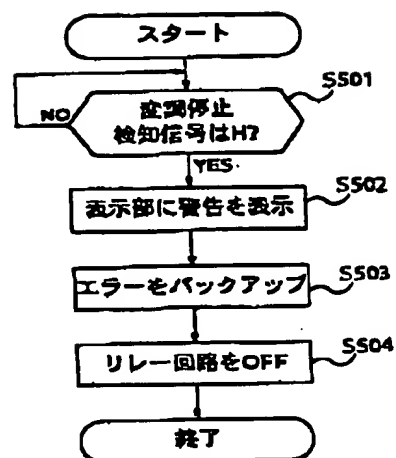 スタート
S501
変調停止
検知信号はH?
NO
YES.
S502
表示部に警告を表示
S503
エラーをバックアップ
S504
リレー回路をOFF
終了